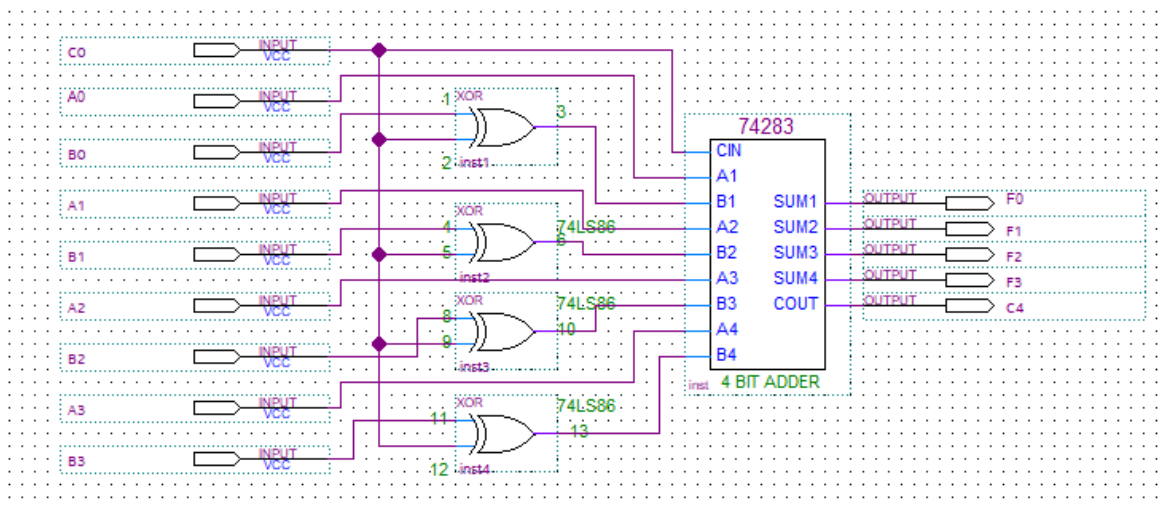 C0 INPUT VCC
A0 INPUT VCC
1 XOR 3
74283
B0 INPUT VCC
2 inst1
CIN
A1
A1 INPUT VCC
B1 SUM1 OUTPUT F0
XOR
4 74LS86
A2 SUM2 OUTPUT F1
6
B1 INPUT VCC
5
B2 SUM3 OUTPUT F2
inst2
A3 SUM4 OUTPUT F3
A2 INPUT VCC
XOR 74LS86
B3 COUT OUTPUT C4
8 10
A4
9
B2 INPUT VCC
B4
inst3
inst 4 BIT ADDER
A3 INPUT VCC
XOR 74LS86
11 13
B3 INPUT VCC
12 inst4